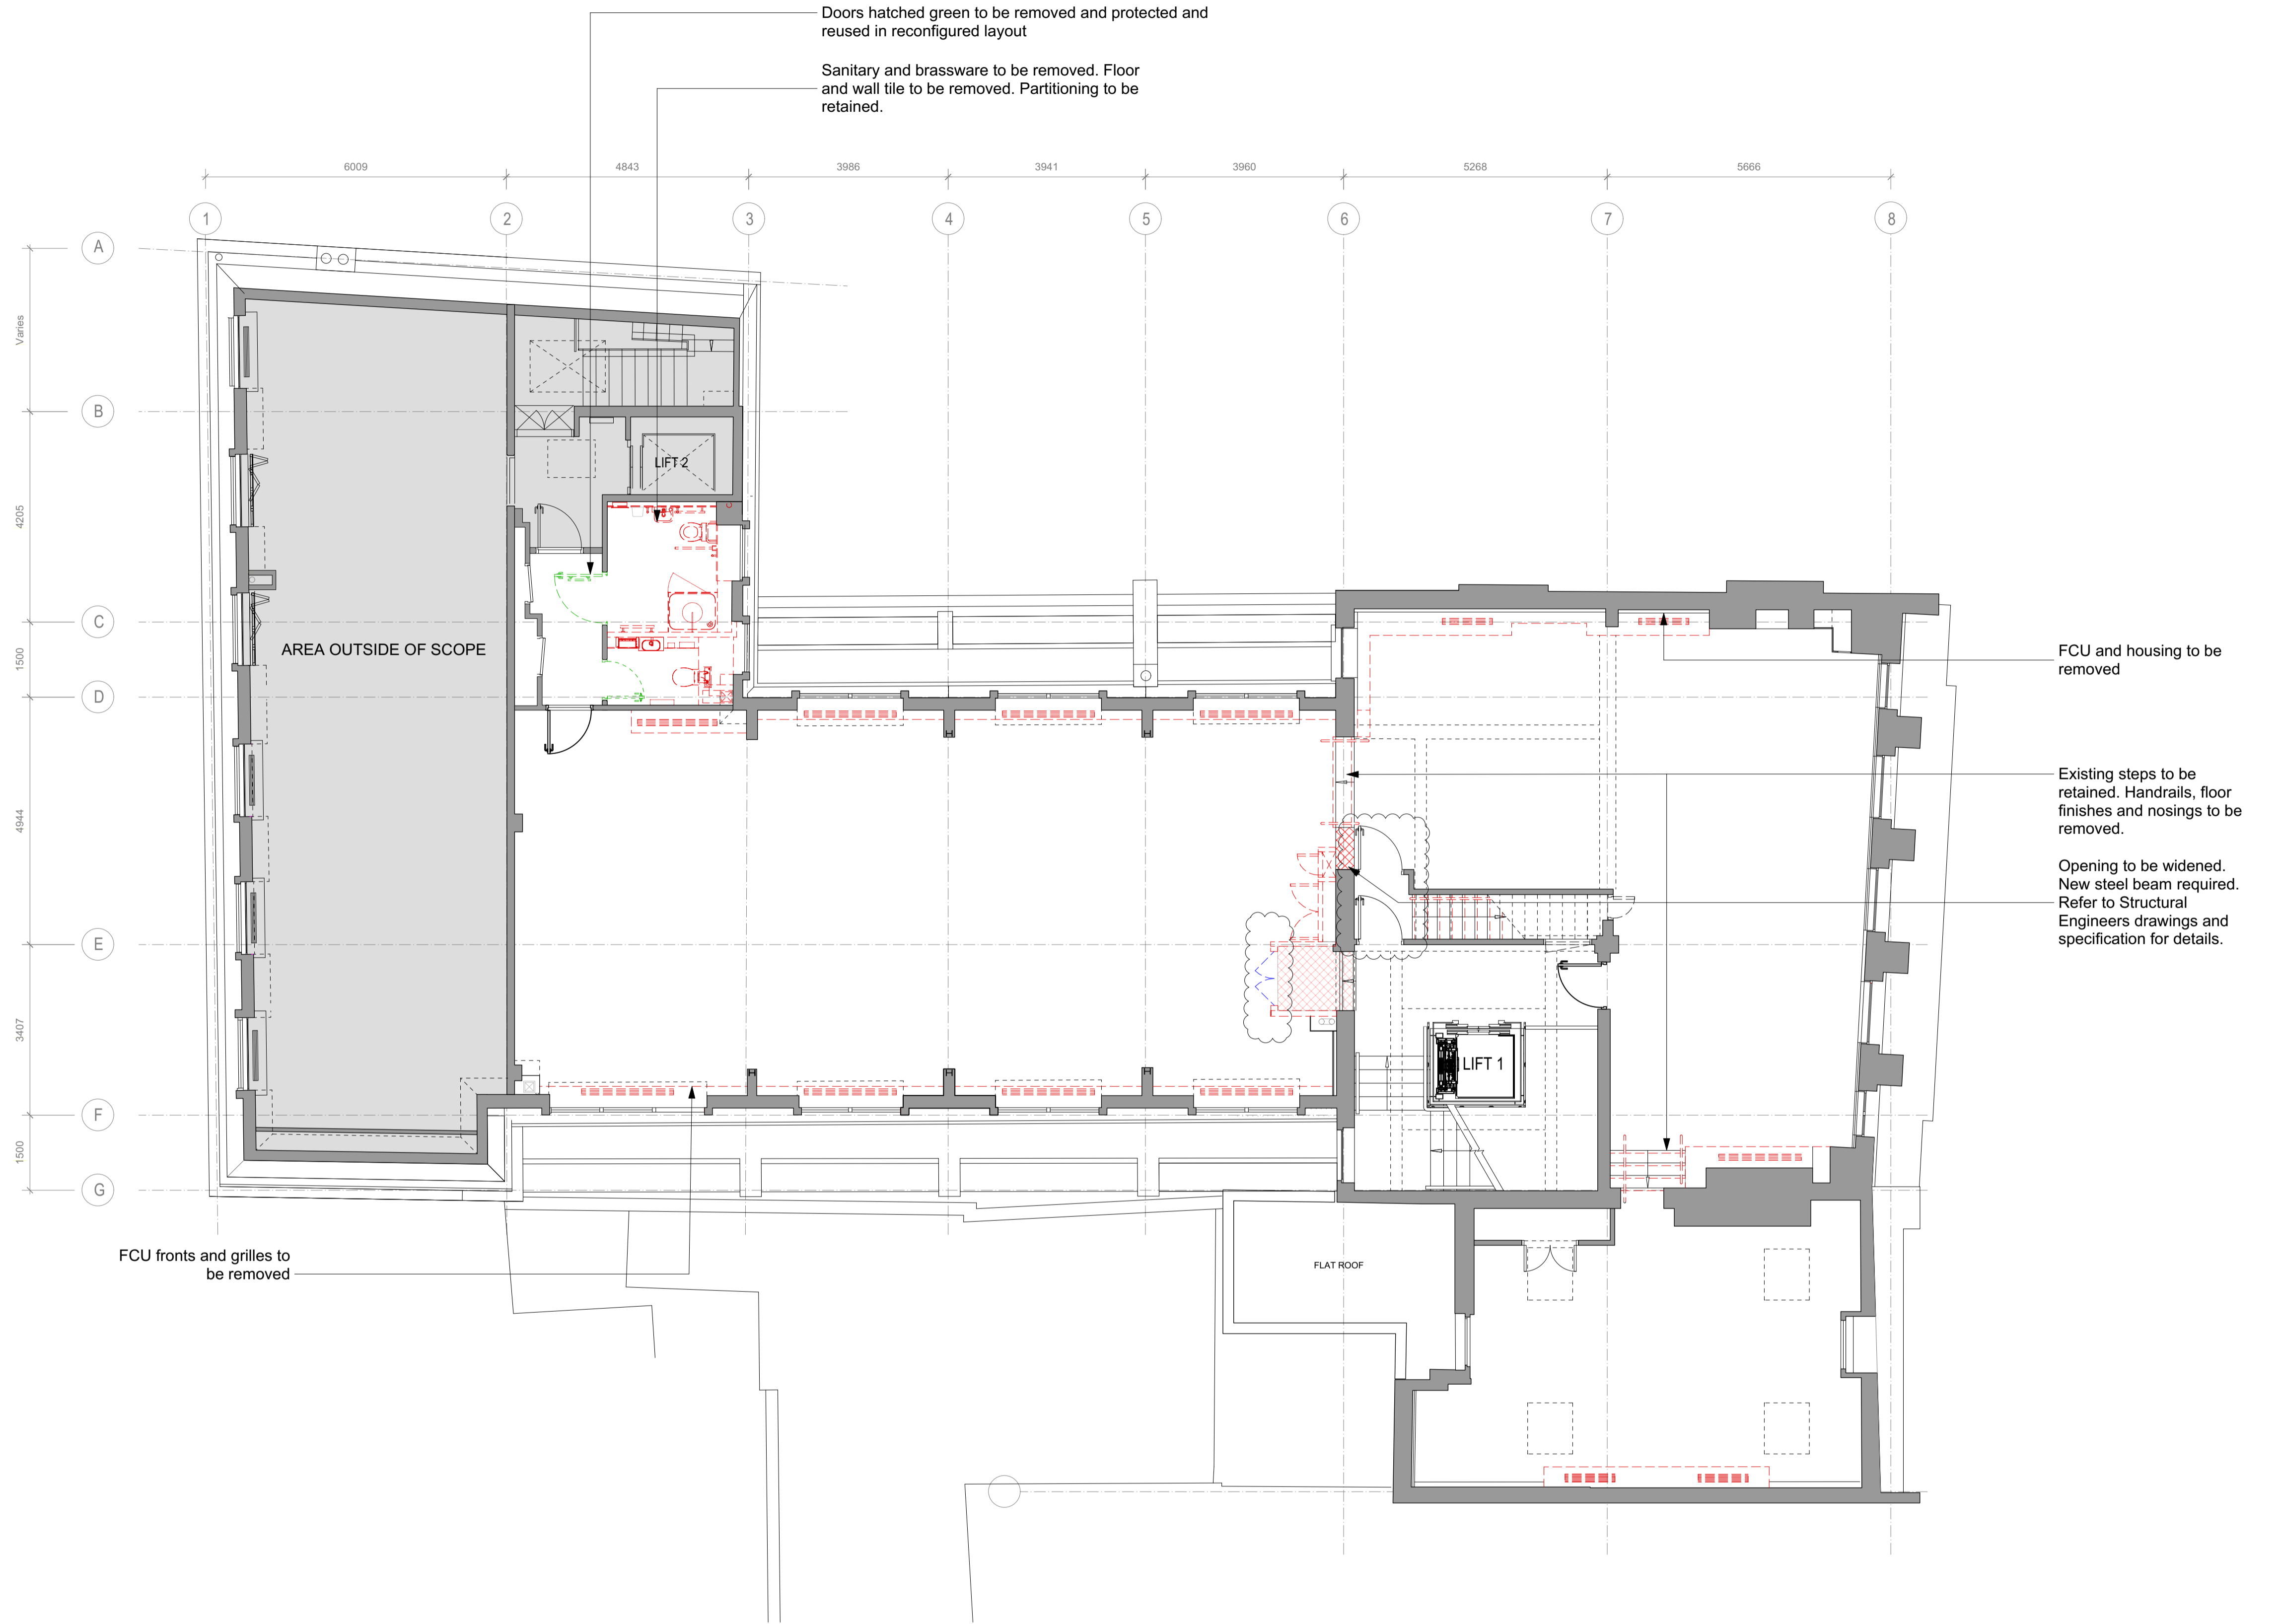 Doors hatched green to be removed and protected and
reused in reconfigured layout
Sanitary and brassware to be removed. Floor
and wall tile to be removed. Partitioning to be
retained.
6009
4843
3986
3941
3960
5268
5666
1
2
3
4
5
6
7
8
A
Varies
B
LIFT 2
4205
C
AREA OUTSIDE OF SCOPE
1500
FCU and housing to be
removed
D
Existing steps to be
retained. Handrails, floor
finishes and nosings to be
removed.
4944
Opening to be widened.
New steel beam required.
Refer to Structural
Engineers drawings and
specification for details.
E
3407
LIFT 1
F
1500
G
FCU fronts and grilles to
be removed
FLAT ROOF